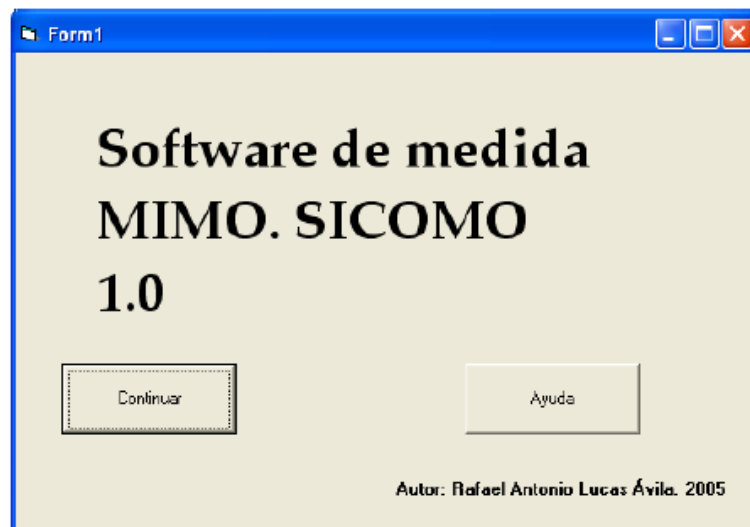 Form1
Software de medida
MIMO. SICOMO
1.0
Continuar
Ayuda
Autor: Rafael Antonio Lucas Ávila. 2005